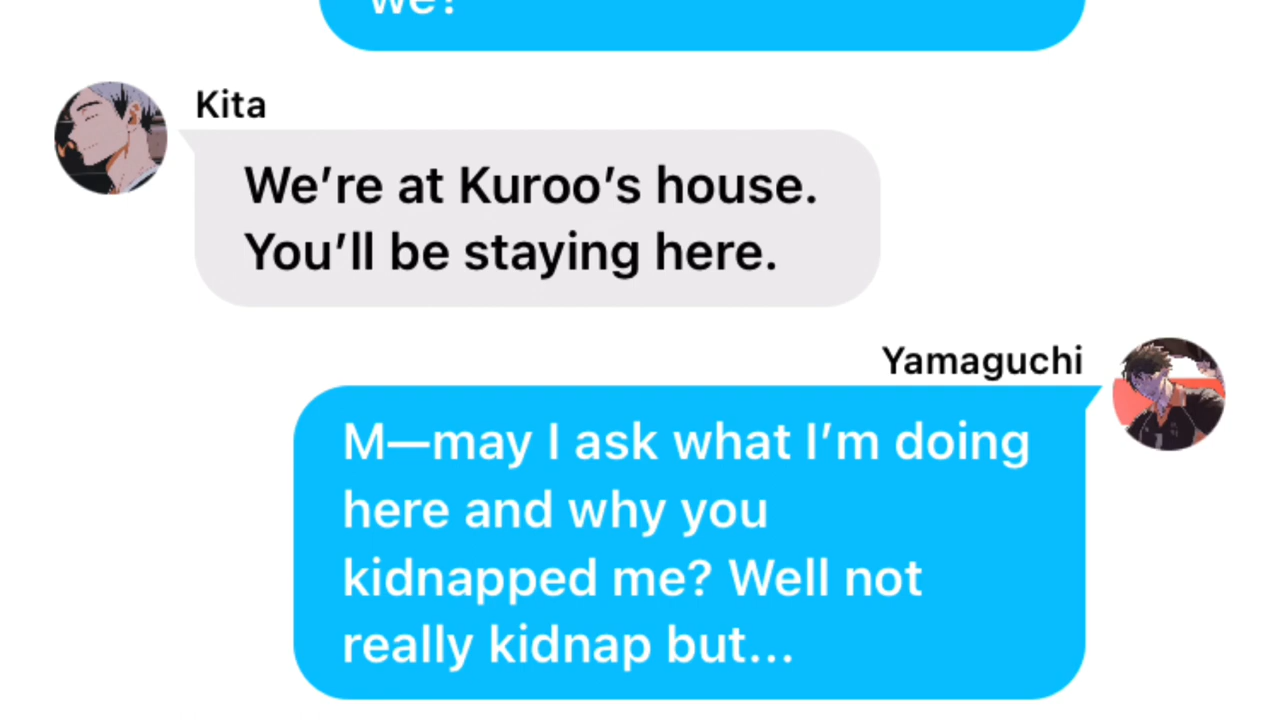 we?
Kita
We’re at Kuroo’s house.
You’ll be staying here.
Yamaguchi
M—may I ask what I’m doing
here and why you
kidnapped me? Well not
really kidnap but...